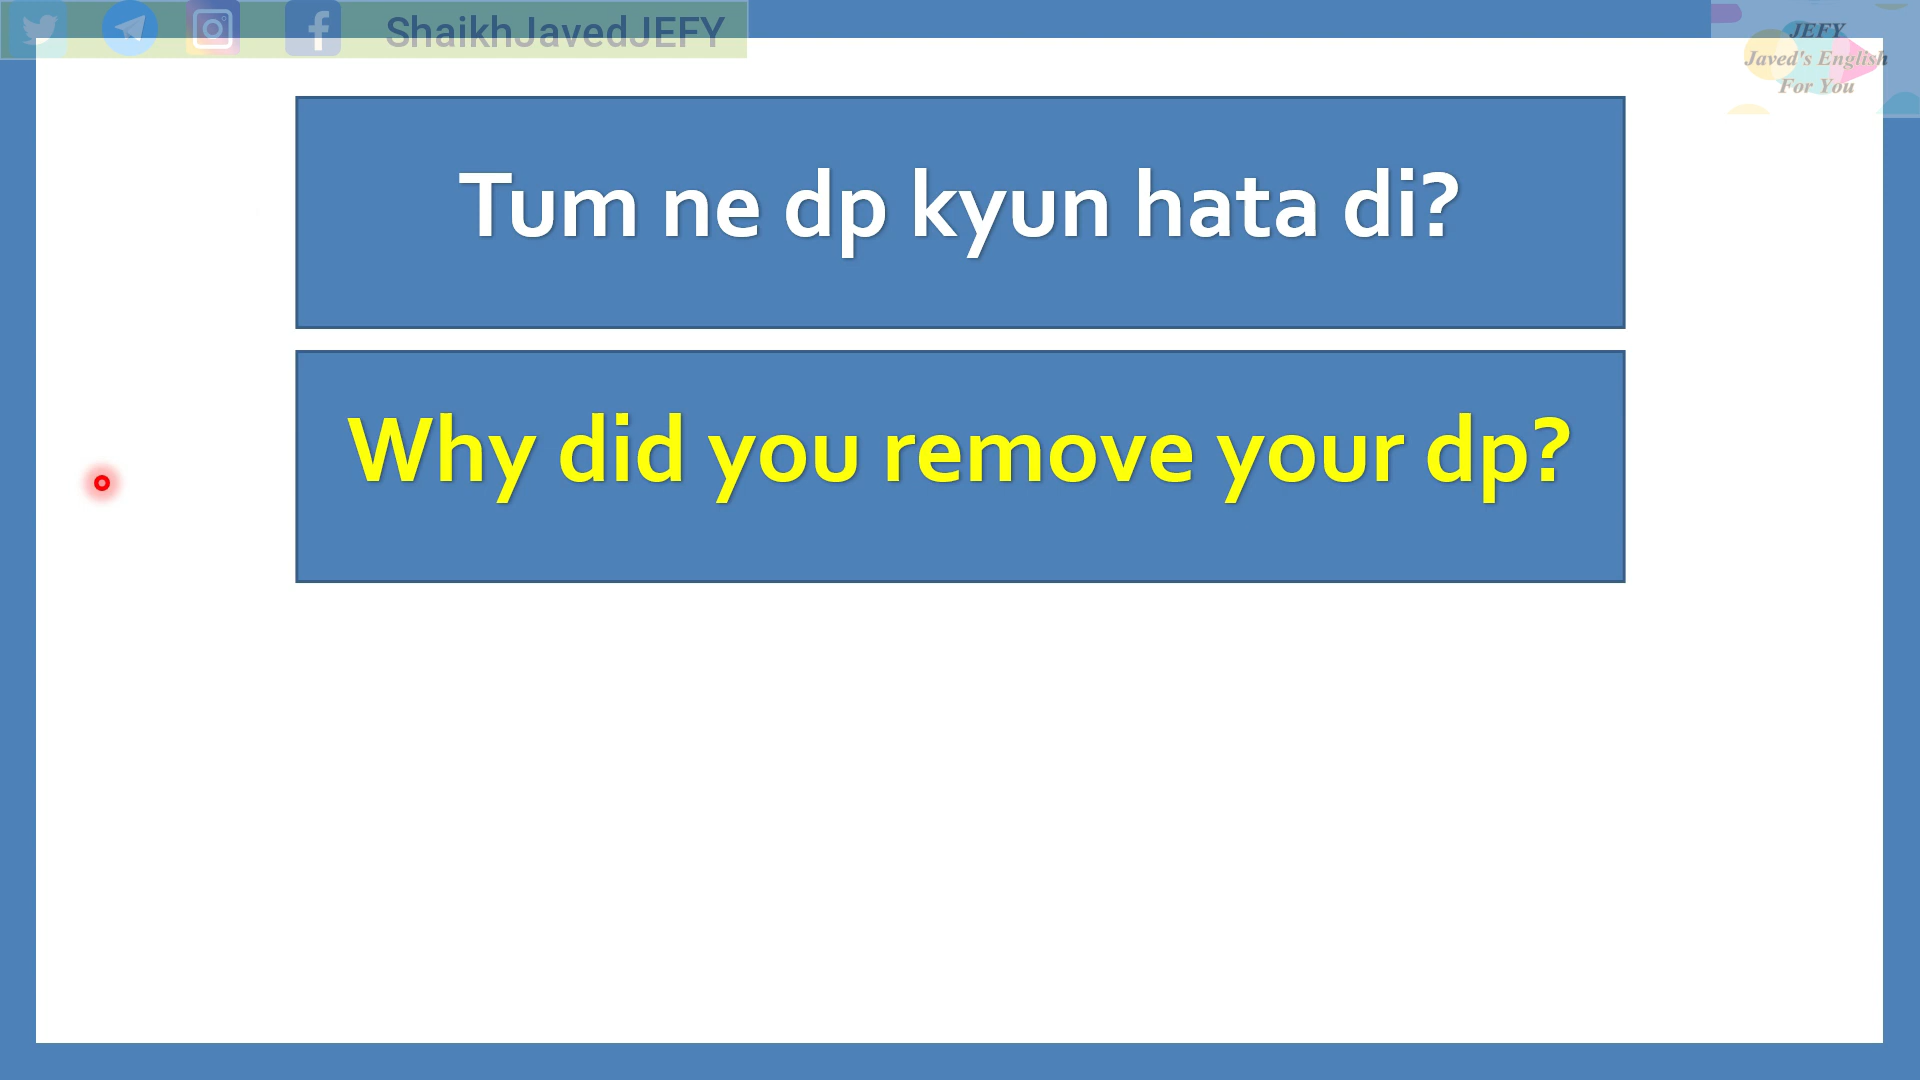 ShaikhJavedJEFY
JEFY
Javed's English
For You
Tum ne dp kyun hata di?
Why did you remove your dp?